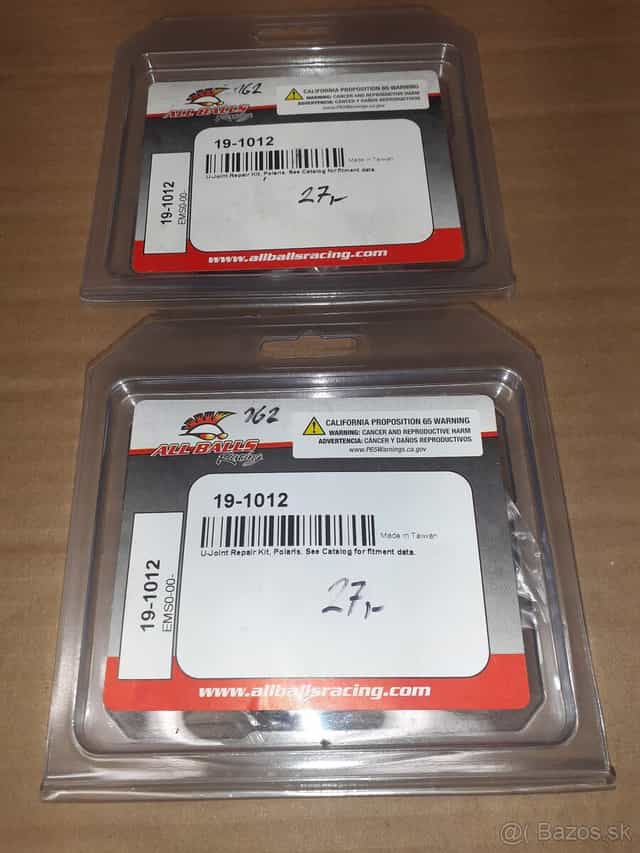 162
ALL BALLS
Racing
CALIFORNIA PROPOSITION 65 WARNING
WARNING: CANCER AND REPRODUCTIVE HARM
ADVERTENCIA: CÁNCER Y DAÑOS REPRODUCTIVOS
www.P65Warnings.ca.gov
19-1012
Made in Taiwan
U-Joint Repair Kit, Polaris. See Catalog for fitment data.
27,-
19-1012
EMS0-00-
www.allballsracing.com
162
ALL BALLS
Racing
CALIFORNIA PROPOSITION 65 WARNING
WARNING: CANCER AND REPRODUCTIVE HARM
ADVERTENCIA: CÁNCER Y DAÑOS REPRODUCTIVOS
www.P65Warnings.ca.gov
19-1012
Made in Taiwan
U-Joint Repair Kit, Polaris. See Catalog for fitment data.
27,-
19-1012
EMS0-00-
www.allballsracing.com
@( Bazos.sk